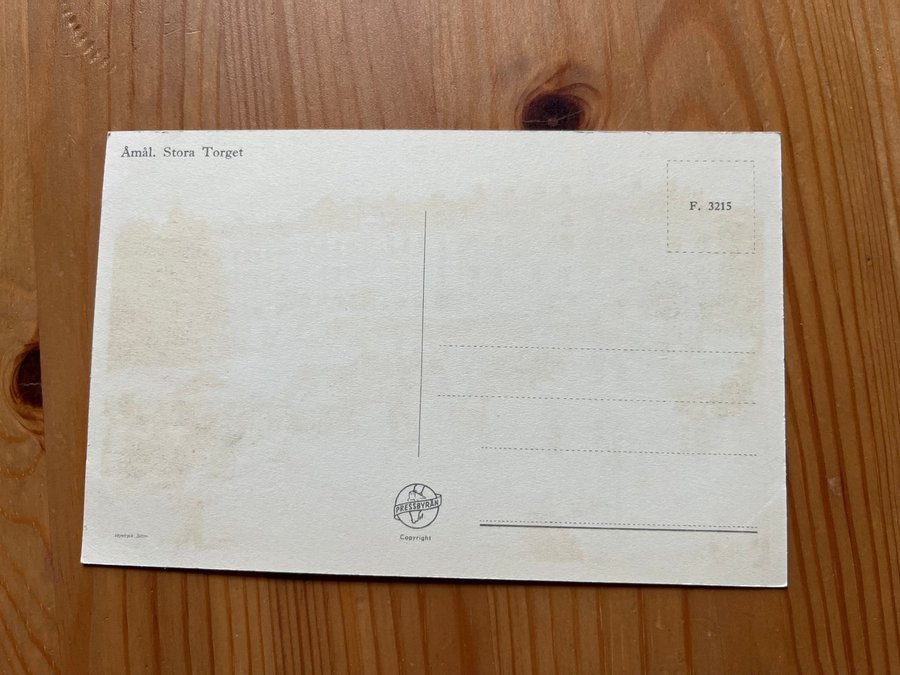 Åmål. Stora Torget
F. 3215
PRESSBYRÅN
Copyright